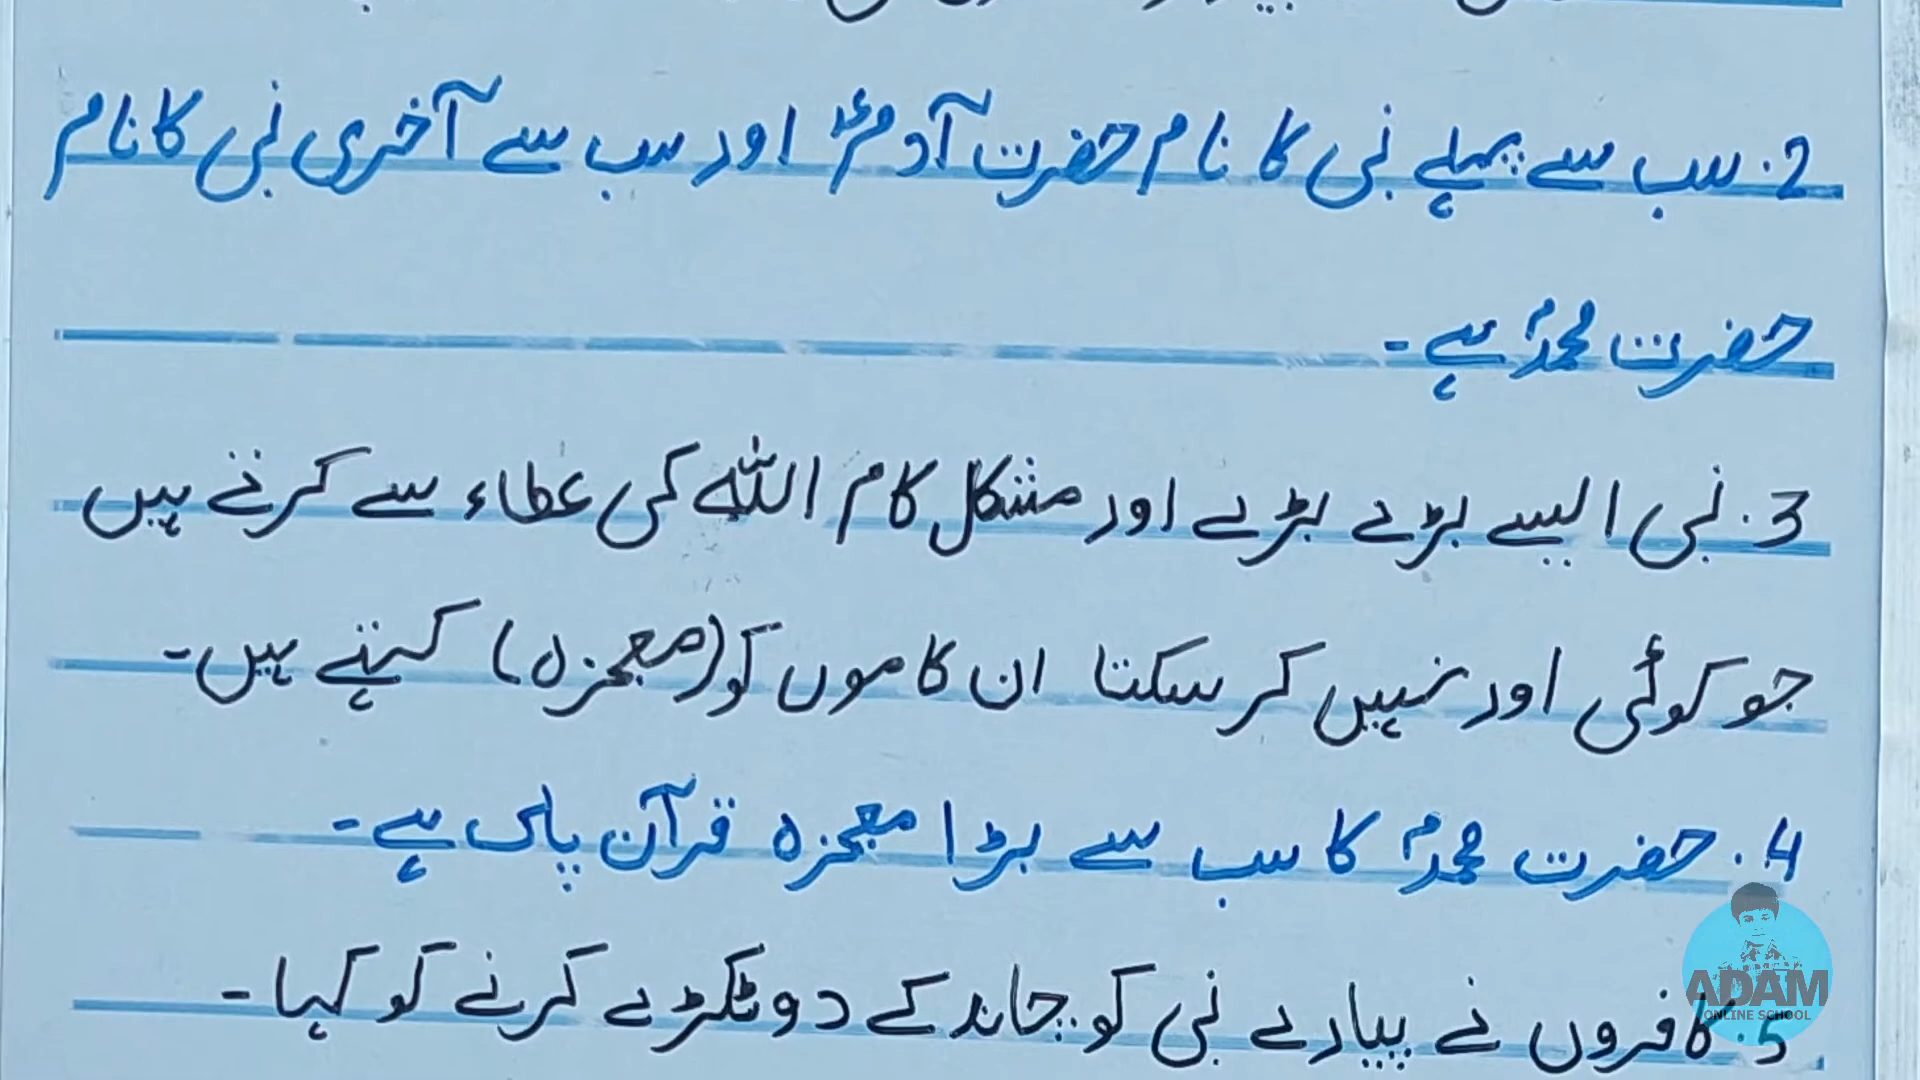 2. سب سے پہلے نبی کا نام حضرت آدمؑ اور سب سے آخری نبی کا نام
حضرت محمدؐ ہے۔
3. نبی ایسے بڑے بڑے اور مشکل کام اللہ کی عطاء سے کرتے ہیں
جو کوئی اور نہیں کر سکتا ان کاموں کو (معجزہ) کہتے ہیں۔
4. حضرت محمدؐ کا سب سے بڑا معجزہ قرآن پاک ہے۔
5. کافروں نے پیارے نبی کو چاند کے دو ٹکڑے کرنے کو کہا۔
ADAM
ONLINE SCHOOL